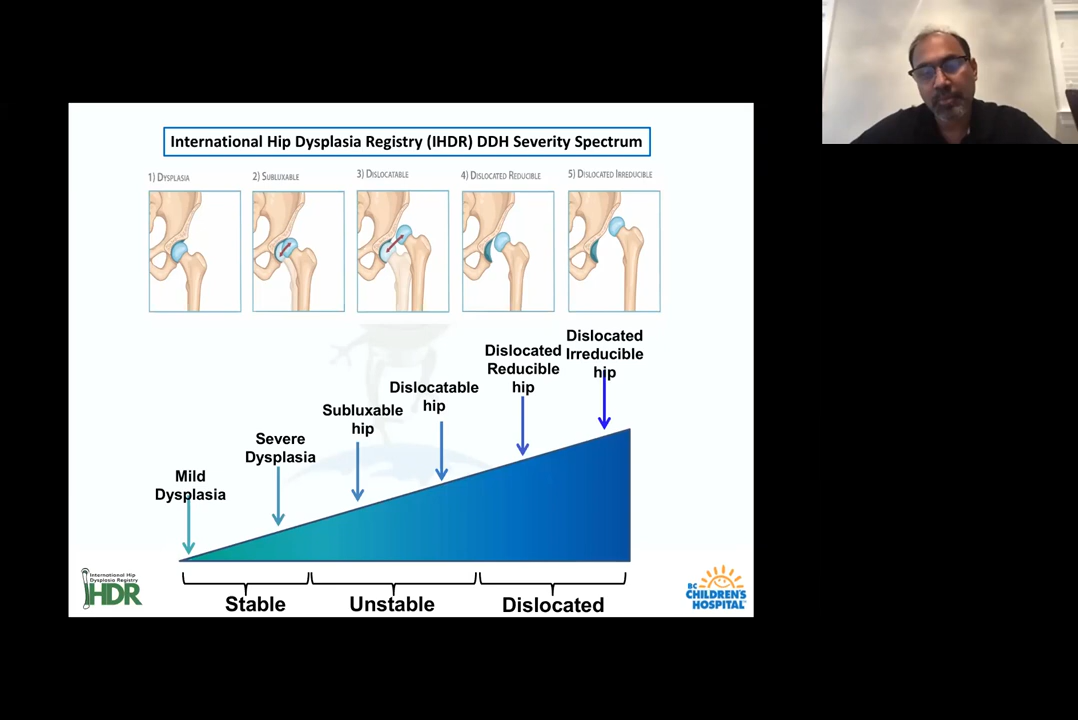 International Hip Dysplasia Registry (IHDR) DDH Severity Spectrum
1) DYSPLASIA
2) SUBLUXABLE
3) DISLOCATABLE
4) DISLOCATED REDUCIBLE
5) DISLOCATED IRREDUCIBLE
Mild
Dysplasia
Severe
Dysplasia
Subluxable
hip
Dislocatable
hip
Dislocated
Reducible
hip
Dislocated
Irreducible
hip
Stable
Unstable
Dislocated
International Hip
Dysplasia Registry
IHDR
BC
CHILDREN'S
HOSPITAL